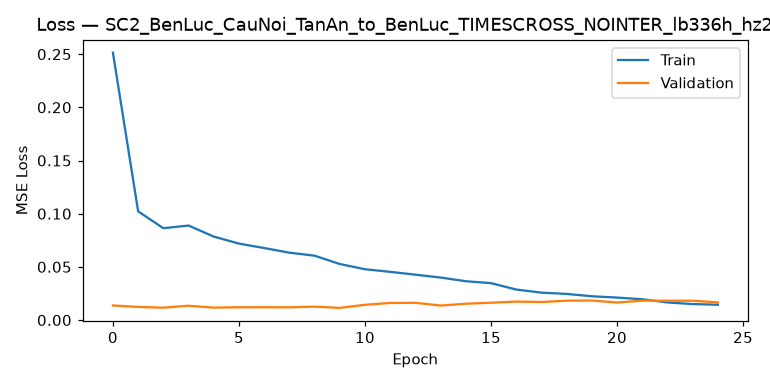 Loss — SC2_BenLuc_CauNoi_TanAn_to_BenLuc_TIMESCROSS_NOINTER_lb336h_hz2
Train
Validation
0.25
0.20
0.15
0.10
0.05
0.00
MSE Loss
0
5
10
15
20
25
Epoch